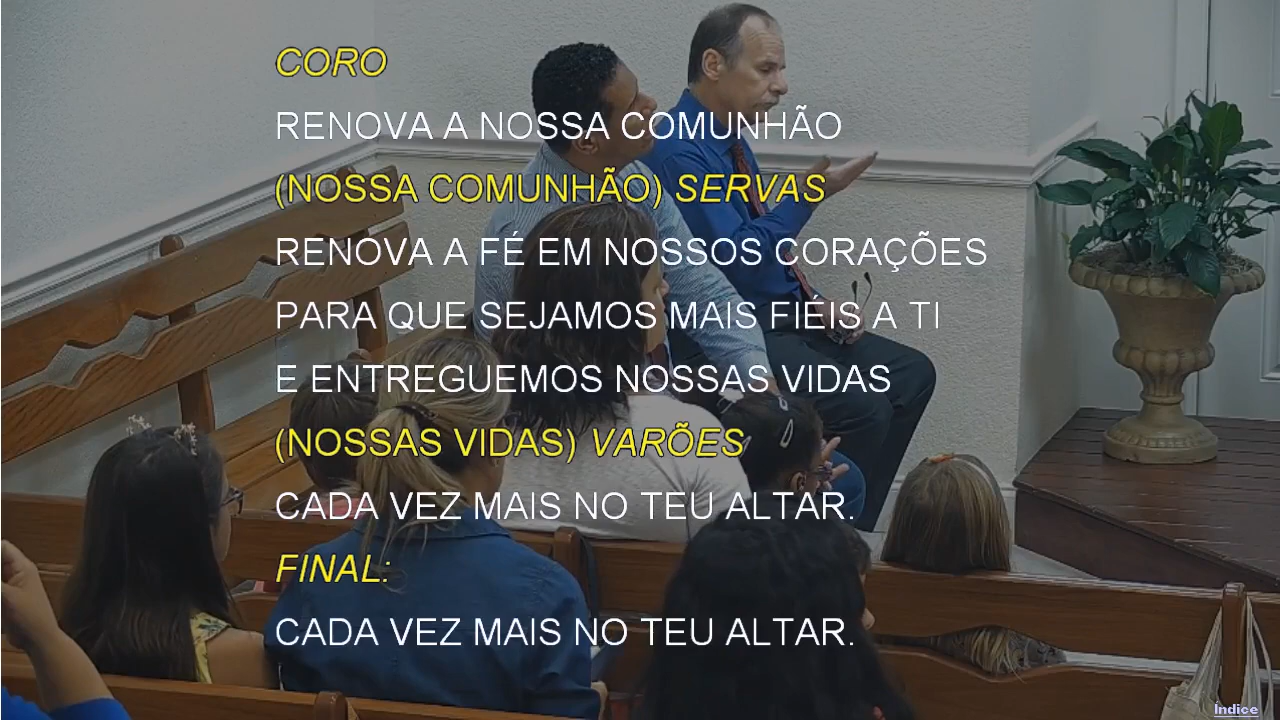 CORO
RENOVA A NOSSA COMUNHÃO
(NOSSA COMUNHÃO) SERVAS
RENOVA A FÉ EM NOSSOS CORAÇÕES
PARA QUE SEJAMOS MAIS FIÉIS A TI
E ENTREGUEMOS NOSSAS VIDAS
(NOSSAS VIDAS) VARÕES
CADA VEZ MAIS NO TEU ALTAR.
FINAL:
CADA VEZ MAIS NO TEU ALTAR.
Índice